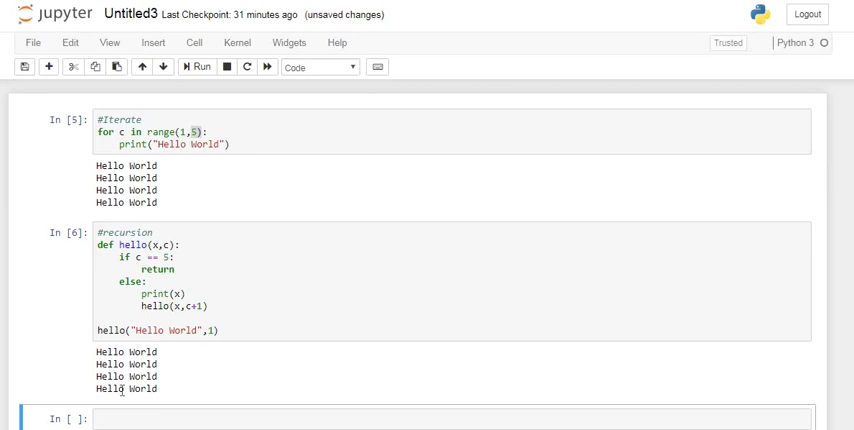 jupyter Untitled3 Last Checkpoint: 31 minutes ago (unsaved changes) Logout
File Edit View Insert Cell Kernel Widgets Help Trusted Python 3
Run Code
In [5]: #Iterate
for c in range(1,5):
print("Hello World")
Hello World
Hello World
Hello World
Hello World
In [6]: #recursion
def hello(x,c):
if c == 5:
return
else:
print(x)
hello(x,c+1)
hello("Hello World",1)
Hello World
Hello World
Hello World
Hello World
In [ ]: